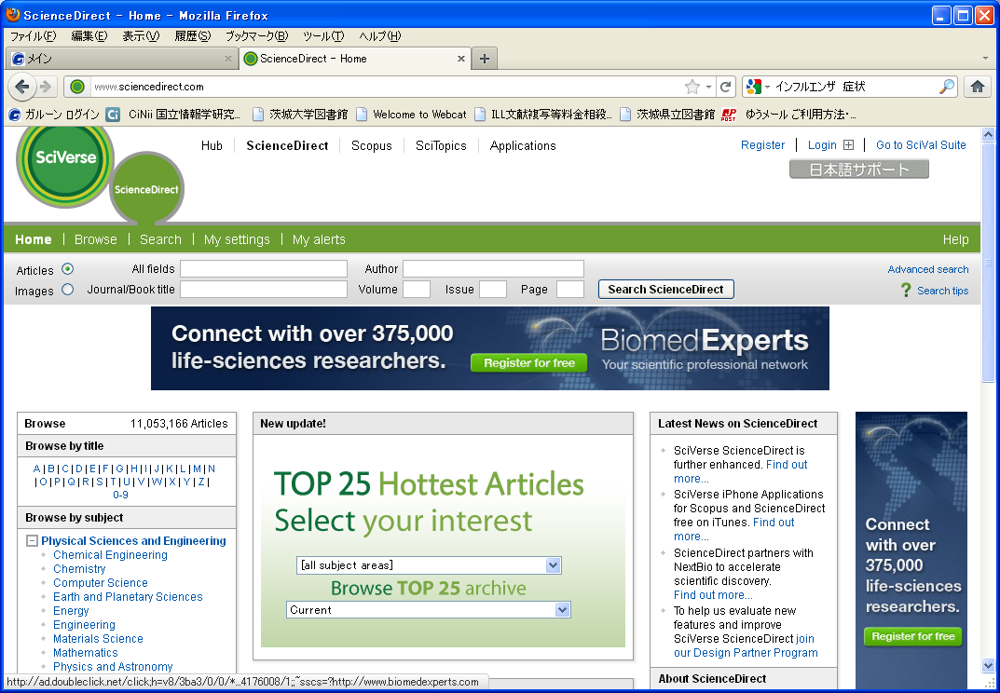 ScienceDirect - Home - Mozilla Firefox
ファイル(F) 編集(E) 表示(V) 履歴(S) ブックマーク(B) ツール(T) ヘルプ(H)
メイン ScienceDirect - Home
www.sciencedirect.com インフルエンザ 症状
ガルーン ログイン CiNii 国立情報学研究... 茨城大学図書館 Welcome to Webcat ILL文献複写等料金相殺... 茨城県立図書館 ゆうメール ご利用方法・...
SciVerse
ScienceDirect
Hub ScienceDirect Scopus SciTopics Applications
Register Login Go to SciVal Suite
日本語サポート
Home Browse Search My settings My alerts Help
Articles All fields Author Advanced search
Images Journal/Book title Volume Issue Page Search ScienceDirect ? Search tips
Connect with over 375,000
life-sciences researchers.
Register for free
BiomedExperts
Your scientific professional network
Browse 11,053,166 Articles
Browse by title
A|B|C|D|E|F|G|H|I|J|K|L|M|N
|O|P|Q|R|S|T|U|V|W|X|Y|Z|
0-9
Browse by subject
Physical Sciences and Engineering
Chemical Engineering
Chemistry
Computer Science
Earth and Planetary Sciences
Energy
Engineering
Materials Science
Mathematics
Physics and Astronomy
New update!
TOP 25 Hottest Articles
Select your interest
[all subject areas]
Browse TOP 25 archive
Current
Latest News on ScienceDirect
SciVerse ScienceDirect is
further enhanced. Find out
more...
SciVerse iPhone Applications
for Scopus and ScienceDirect
free on iTunes. Find out
more...
ScienceDirect partners with
NextBio to accelerate
scientific discovery.
Find out more...
To help us evaluate new
features and improve
SciVerse ScienceDirect join
our Design Partner Program
About ScienceDirect
Connect
with over
375,000
life-sciences
researchers.
Register for free
http://ad.doubleclick.net/click;h=v8/3ba3/0/0/*...4176008/1;;~sscs=?http://www.biomedexperts.com